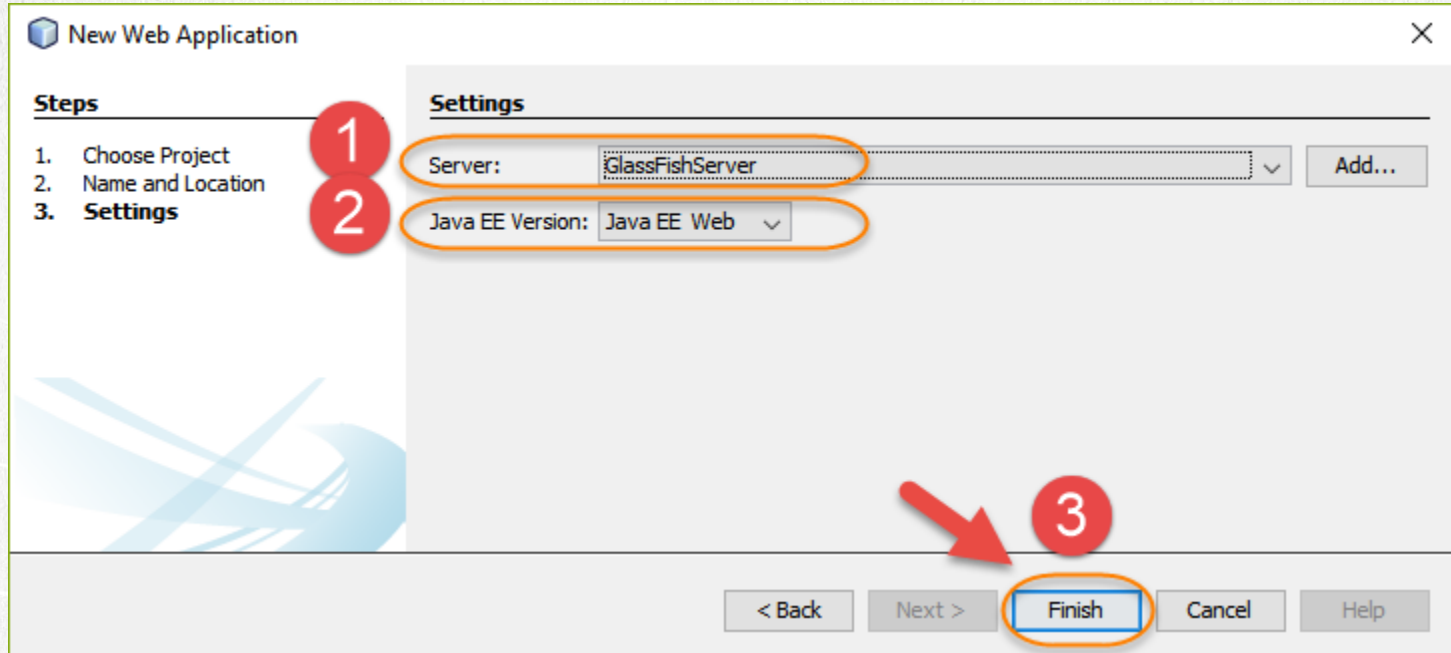 New Web Application
Steps
1. Choose Project
2. Name and Location
3. Settings
Settings
1
Server: GlassFishServer Add...
2
Java EE Version: Java EE Web
3
< Back Next > Finish Cancel Help